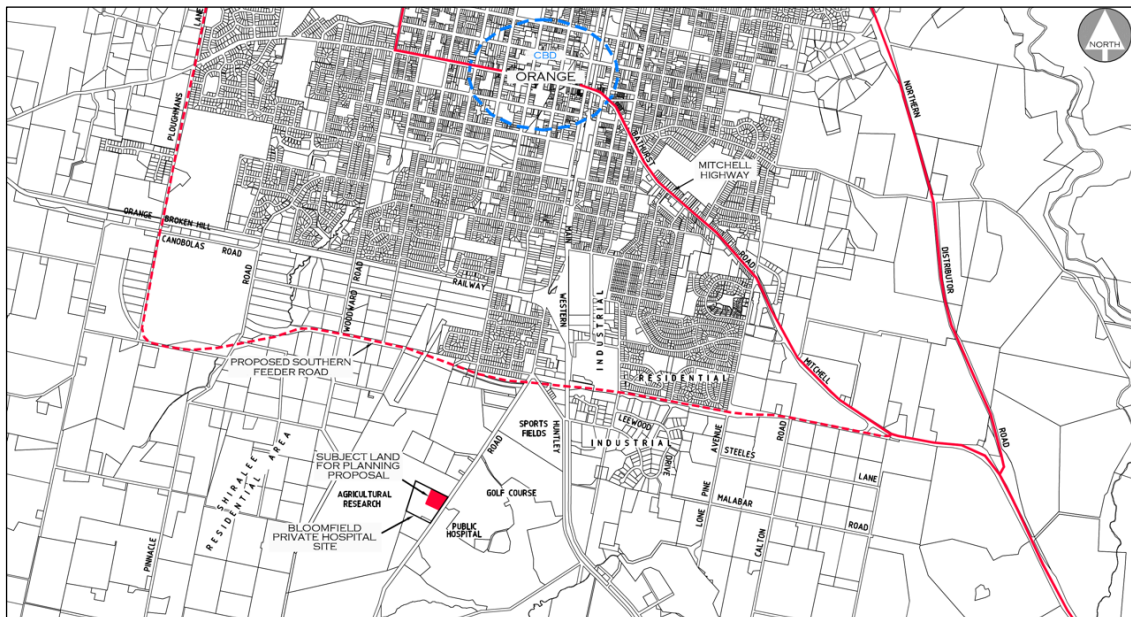 LANE
PLOUGHMANS
CBD
ORANGE
NORTH
NORTHERN
BATHURST
MITCHELL
HIGHWAY
ORANGE
BROKEN HILL
CANOBOLAS
ROAD
ROAD
WOODWARD ROAD
RAILWAY
MAIN
WESTERN
INDUSTRIAL
ROAD
DISTRIBUTOR
MITCHELL
PROPOSED SOUTHERN
FEEDER ROAD
RESIDENTIAL
ROAD
SPORTS
FIELDS
HUNTLEY
LEEWOOD
INDUSTRIAL
DRIVE
AVENUE
STEELES
ROAD
ROAD
LANE
SHIRALEE
RESIDENTIAL AREA
SUBJECT LAND
FOR PLANNING
PROPOSAL
AGRICULTURAL
RESEARCH
GOLF COURSE
PINE
MALABAR
ROAD
BLOOMFIELD
PRIVATE HOSPITAL
SITE
PUBLIC
HOSPITAL
LONE
CALTON
PINNACLE